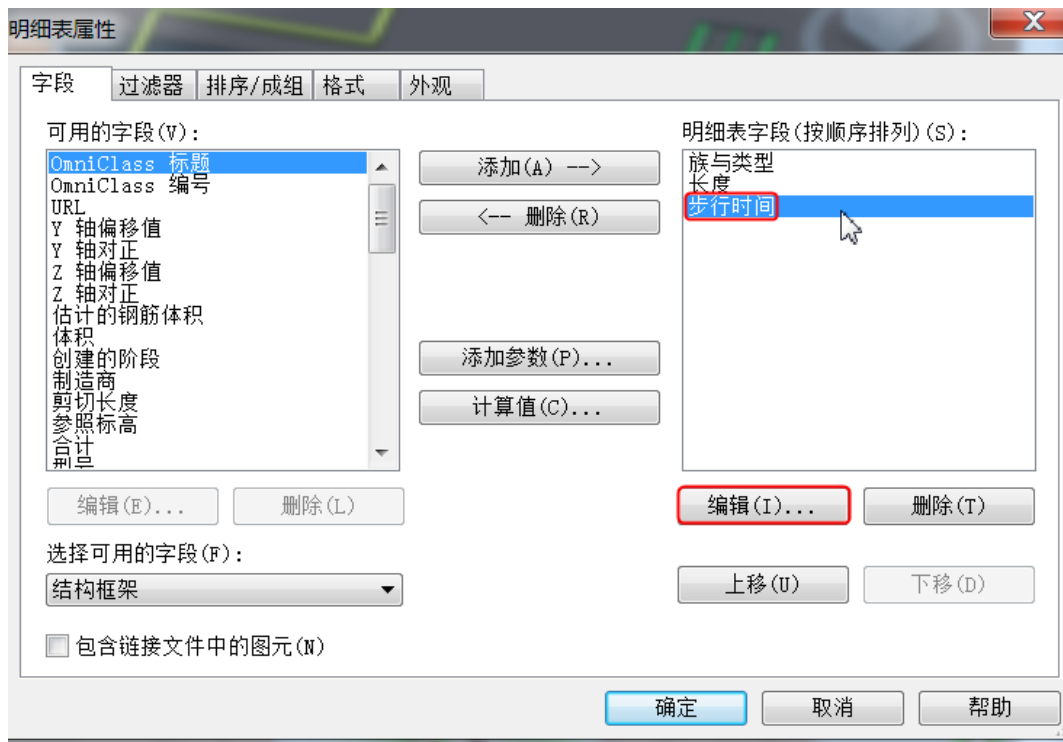 明细表属性
字段
过滤器
排序/成组
格式
外观
可用的字段(V):
OmniClass 标题
OmniClass 编号
URL
Y 轴偏移值
Y 轴对正
Z 轴偏移值
Z 轴对正
估计的钢筋体积
体积
创建的阶段
制造商
剪切长度
参照标高
合计
型号
添加(A) -->
<-- 删除(R)
添加参数(P)...
计算值(C)...
明细表字段(按顺序排列)(S):
族与类型
长度
步行时间
编辑(E)...
删除(L)
编辑(I)...
删除(T)
选择可用的字段(F):
结构框架
上移(U)
下移(D)
包含链接文件中的图元(N)
确定
取消
帮助